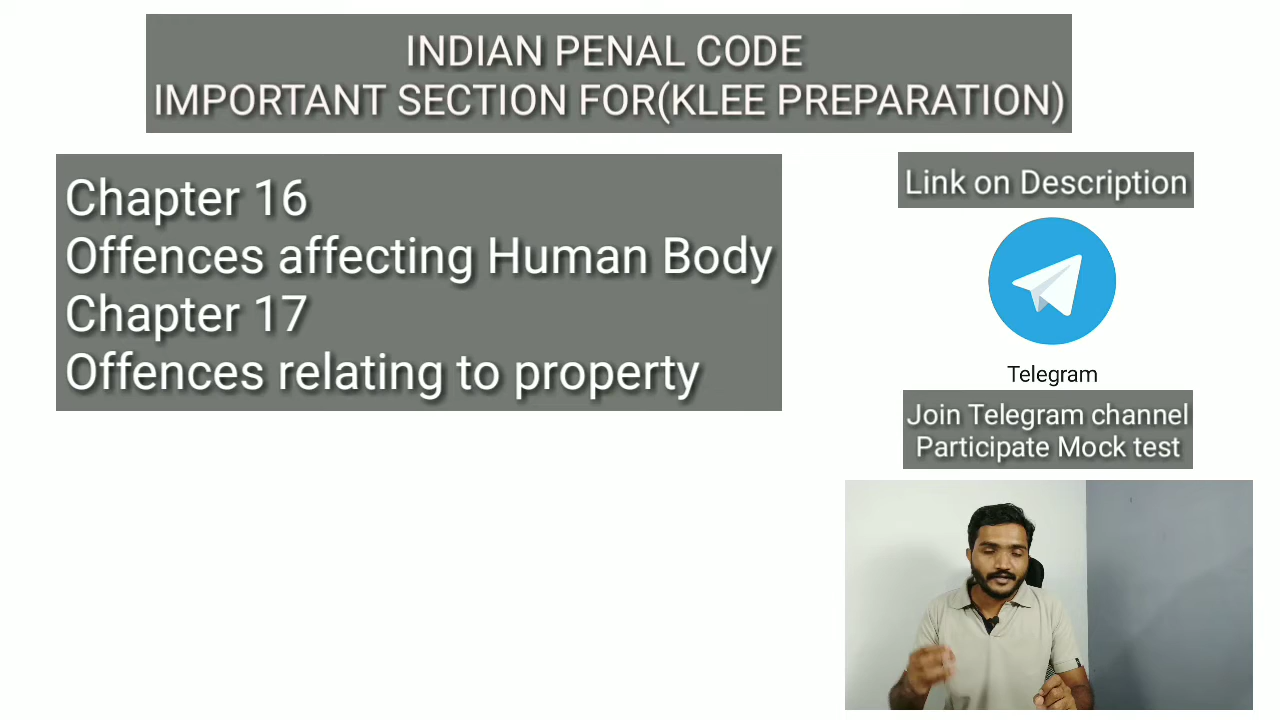 INDIAN PENAL CODE
IMPORTANT SECTION FOR(KLEE PREPARATION)
Chapter 16
Offences affecting Human Body
Chapter 17
Offences relating to property
Link on Description
Telegram
Join Telegram channel
Participate Mock test